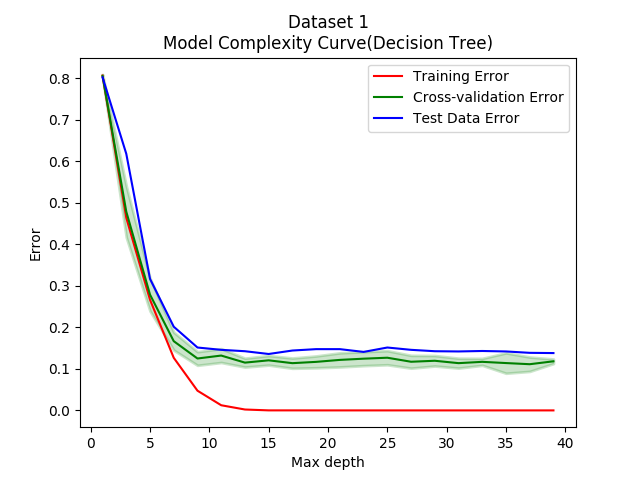 Dataset 1
Model Complexity Curve(Decision Tree)
Training Error
Cross-validation Error
Test Data Error
Error
0.8
0.7
0.6
0.5
0.4
0.3
0.2
0.1
0.0
0 5 10 15 20 25 30 35 40
Max depth